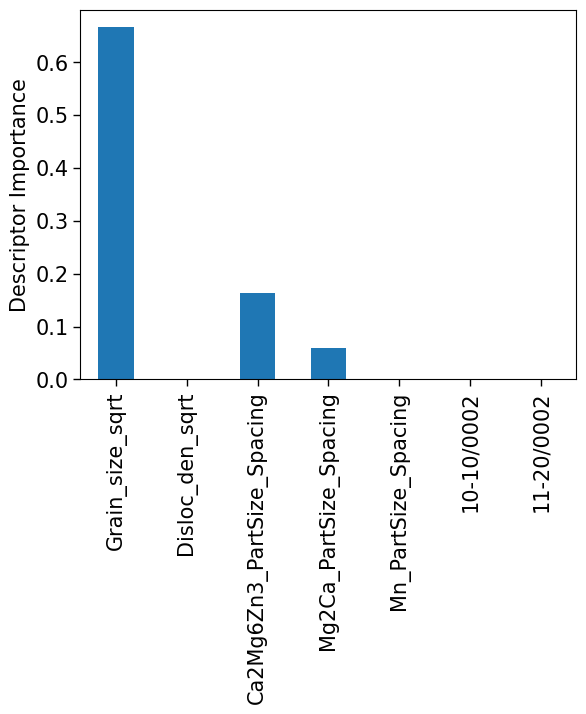 Descriptor Importance
0.6
0.5
0.4
0.3
0.2
0.1
0.0
Grain_size_sqrt
Disloc_den_sqrt
Ca2Mg6Zn3_PartSize_Spacing
Mg2Ca_PartSize_Spacing
Mn_PartSize_Spacing
10-10/0002
11-20/0002